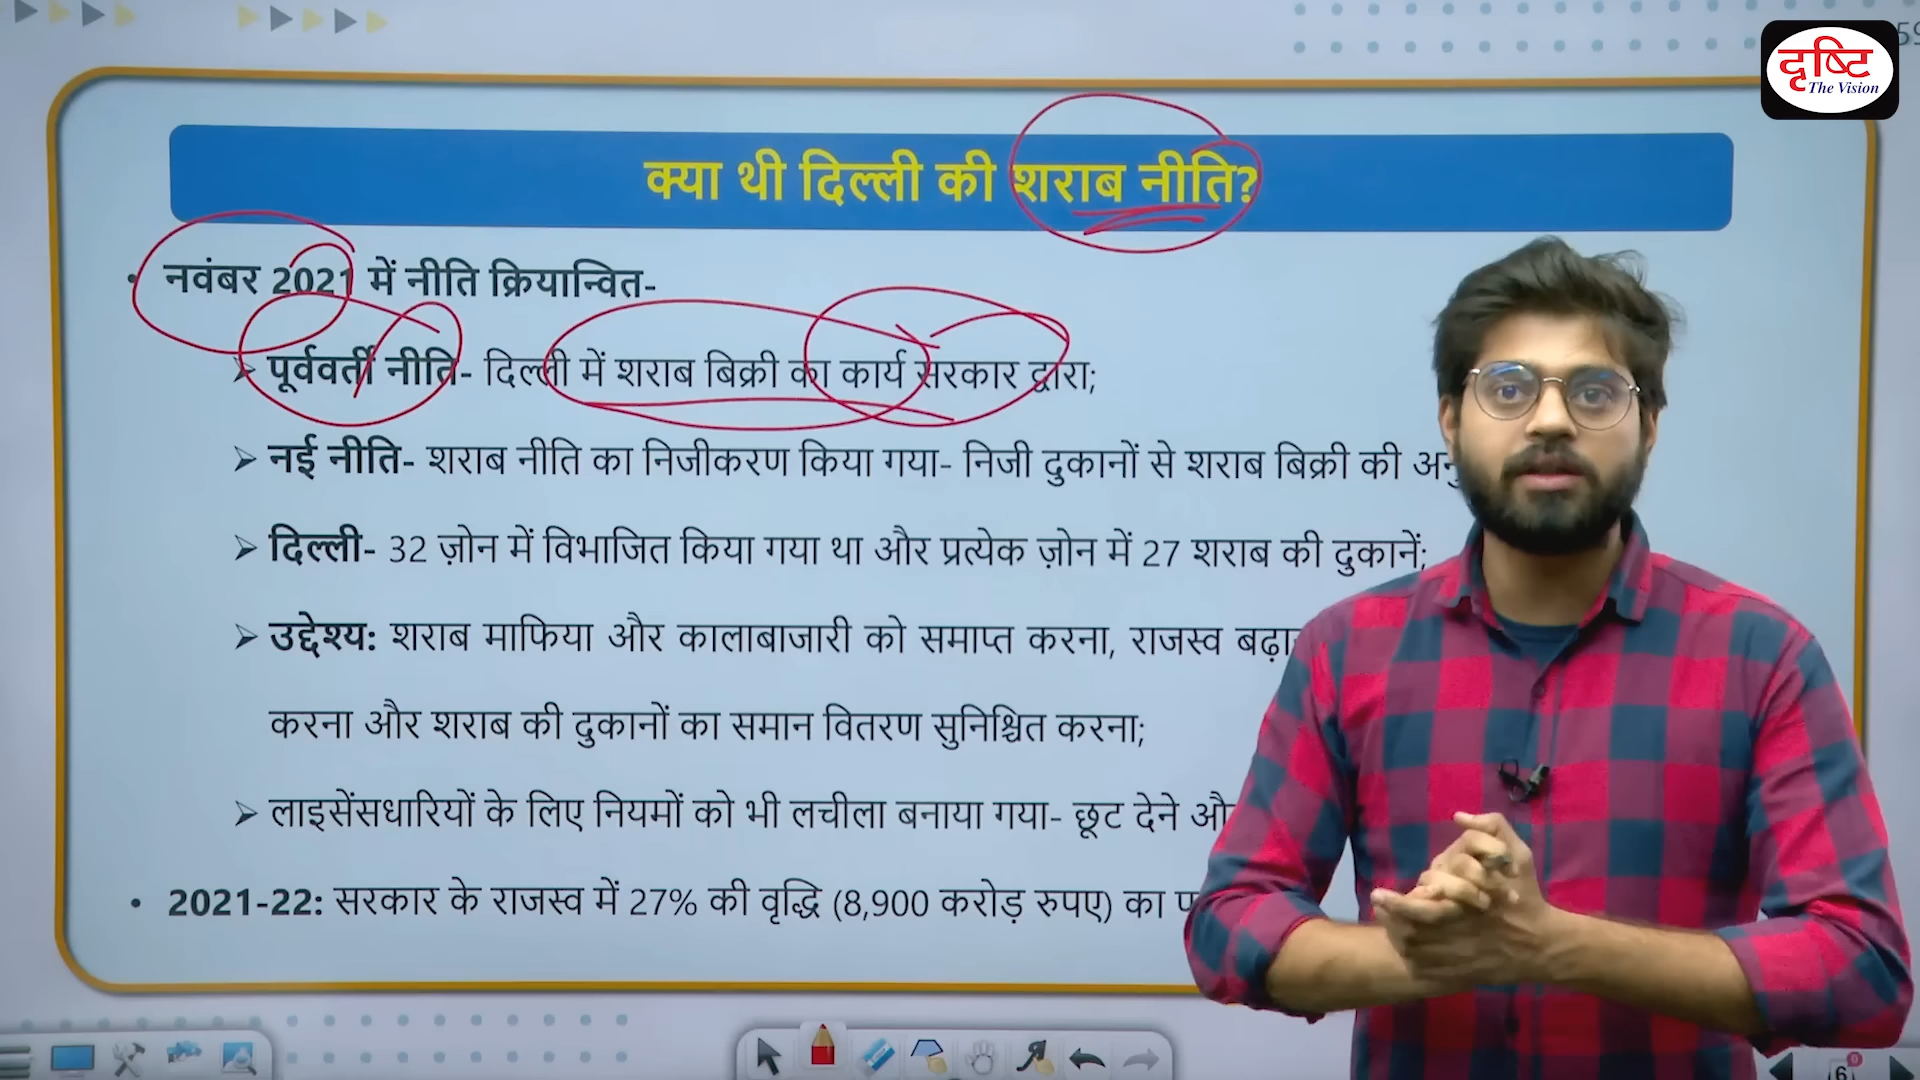 दृष्टि
The Vision
क्या थी दिल्ली की शराब नीति?
• नवंबर 2021 में नीति क्रियान्वित-
➢ पूर्ववर्ती नीति- दिल्ली में शराब बिक्री का कार्य सरकार द्वारा;
➢ नई नीति- शराब नीति का निजीकरण किया गया- निजी दुकानों से शराब बिक्री की
➢ दिल्ली- 32 ज़ोन में विभाजित किया गया था और प्रत्येक ज़ोन में 27 शराब की दुकानें;
➢ उद्देश्य: शराब माफिया और कालाबाजारी को समाप्त करना, राजस्व
करना और शराब की दुकानों का समान वितरण सुनिश्चित करना;
➢ लाइसेंसधारियों के लिए नियमों को भी लचीला बनाया गया- छूट देने
• 2021-22: सरकार के राजस्व में 27% की वृद्धि (8,900 करोड़ रुपए) का